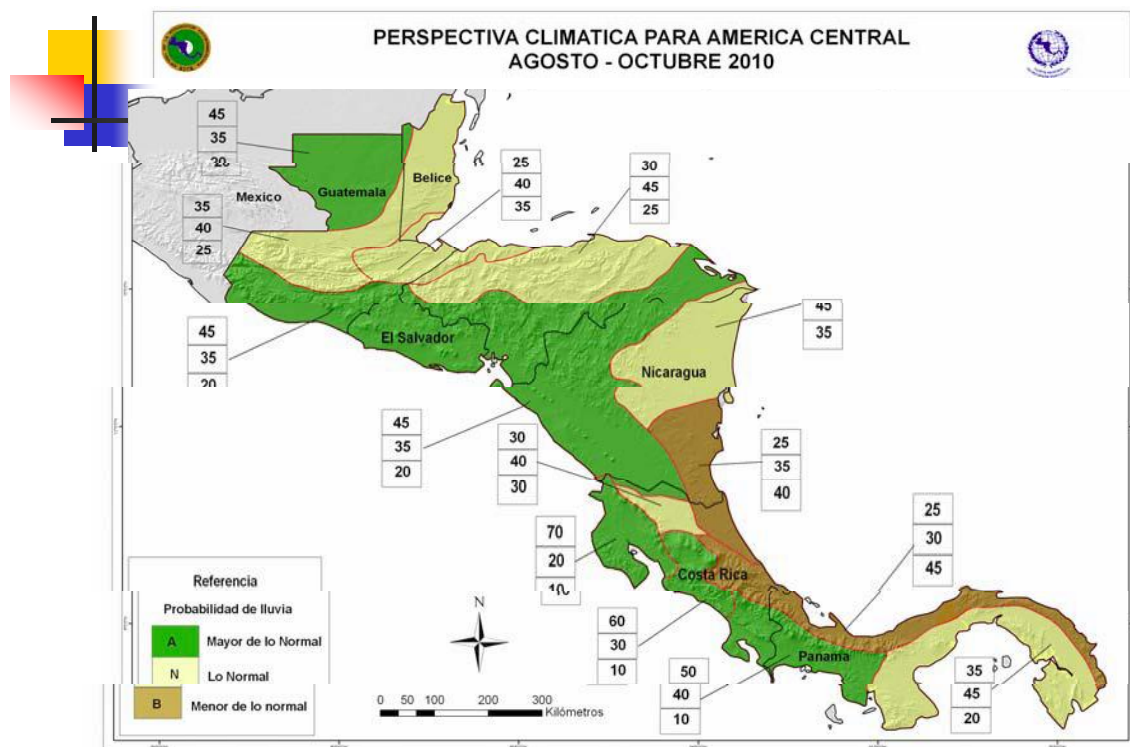 PERSPECTIVA CLIMATICA PARA AMERICA CENTRAL
AGOSTO - OCTUBRE 2010
45
35
20
Guatemala
Belice
Mexico
25
40
35
30
45
25
35
40
25
45
35
45
35
20
El Salvador
Nicaragua
45
35
20
30
40
30
25
35
40
70
20
10
25
30
45
Costa Rica
60
30
10
Panama
50
40
10
35
45
20
Referencia
Probabilidad de lluvia
A Mayor de lo Normal
N Lo Normal
B Menor de lo normal
N
0 50 100 200 300
Kilómetros